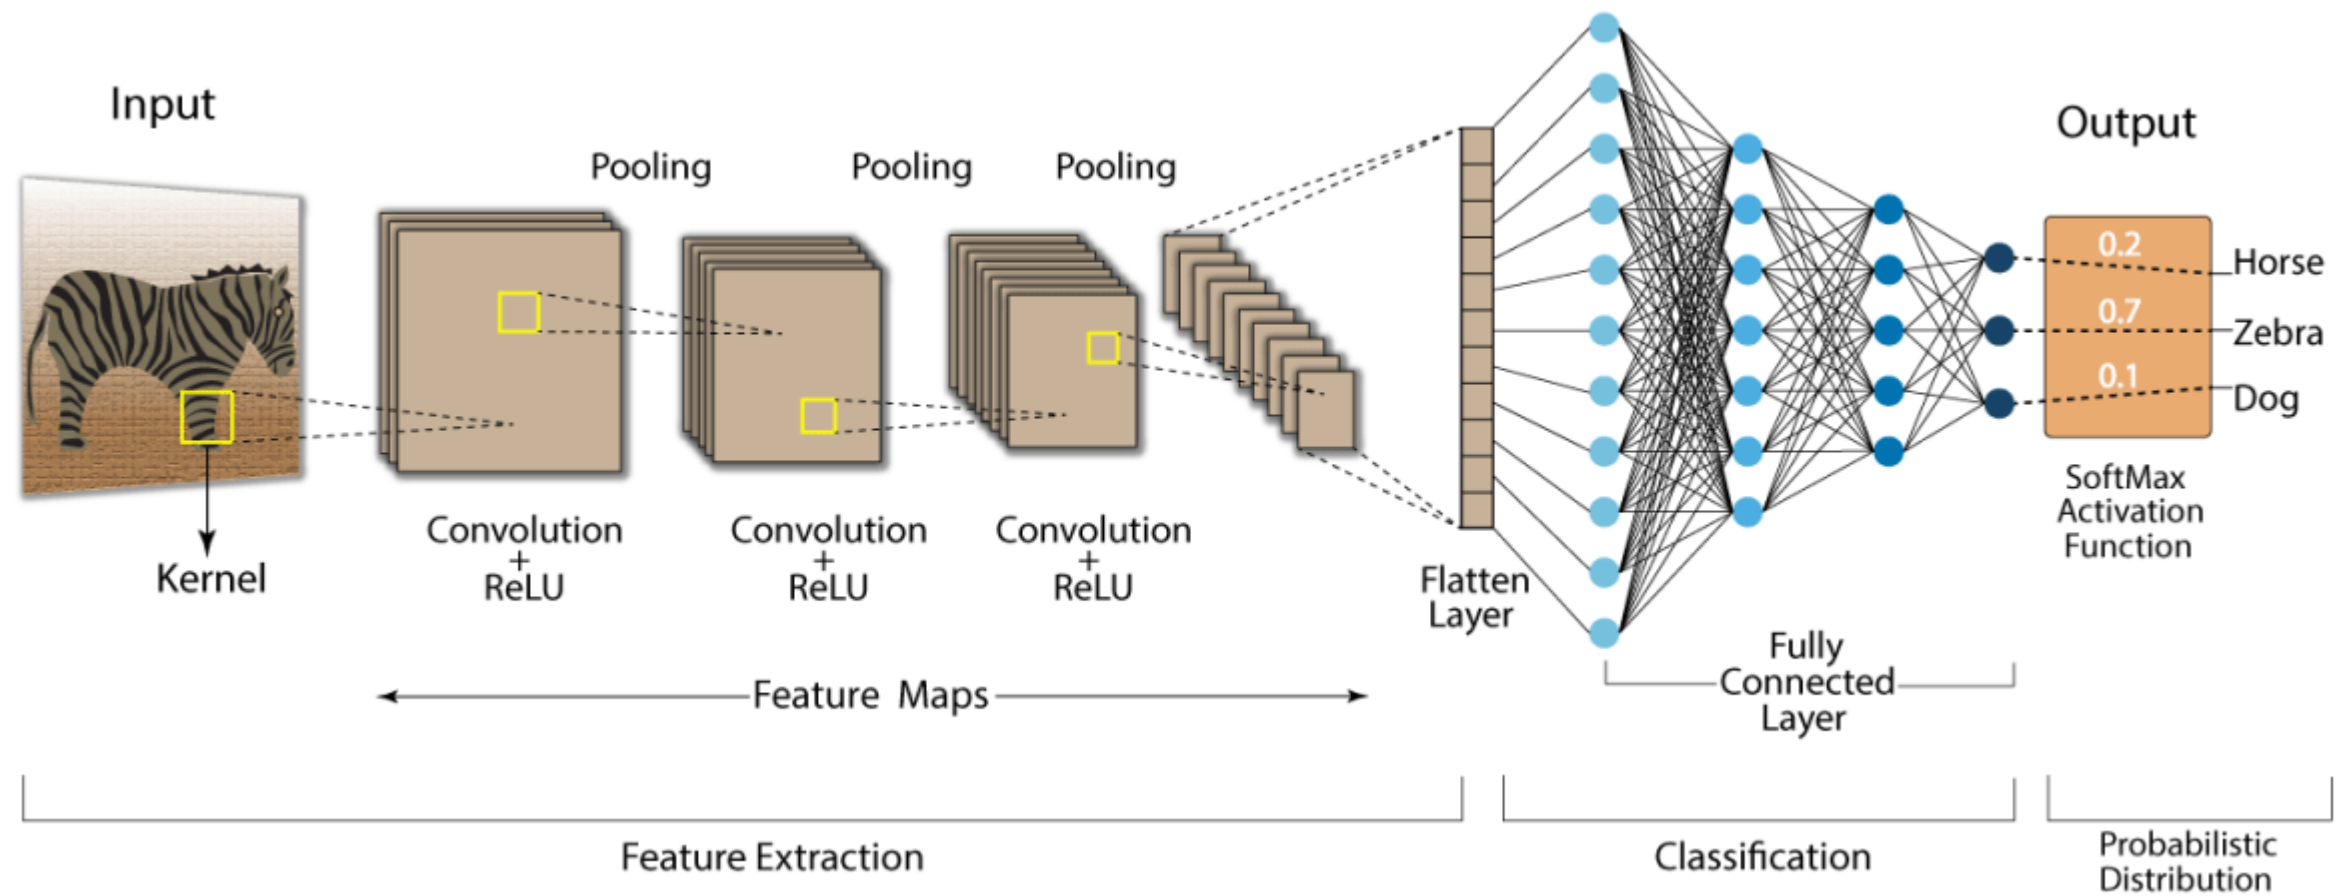 Input
Output
Pooling
Pooling
Pooling
0.2
Horse
0.7
Zebra
0.1
Dog
SoftMax
Activation
Function
Kernel
Convolution
+
ReLU
Convolution
+
ReLU
Convolution
+
ReLU
Flatten
Layer
Fully
Connected
Layer
Feature Maps
Feature Extraction
Classification
Probabilistic
Distribution